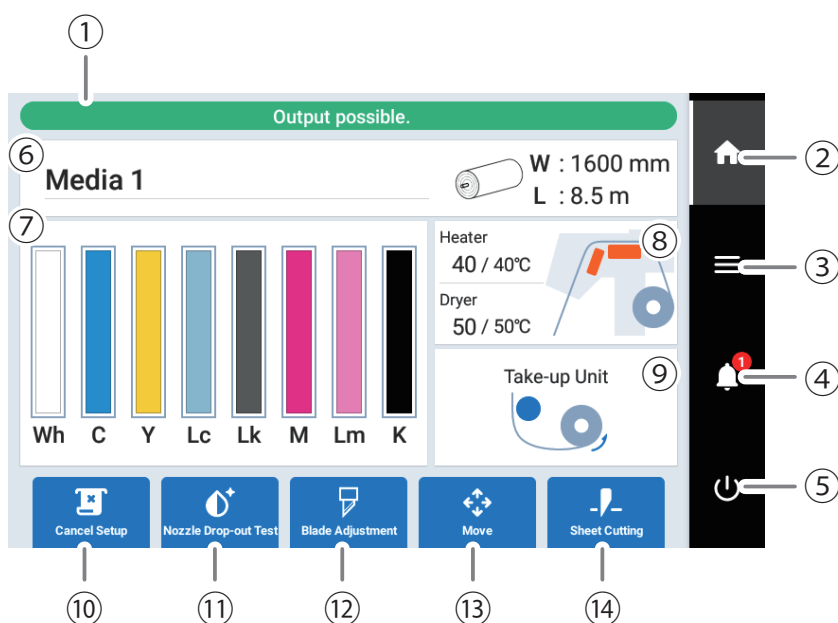 ①
Output possible.
⑥
Media 1
W : 1600 mm
L : 8.5 m
②
⑦
Wh C Y Lc Lk M Lm K
Heater
40 / 40℃
⑧
Dryer
50 / 50℃
③
Take-up Unit
⑨
1
④
⑤
Cancel Setup
Nozzle Drop-out Test
Blade Adjustment
Move
Sheet Cutting
⑩ ⑪ ⑫ ⑬ ⑭